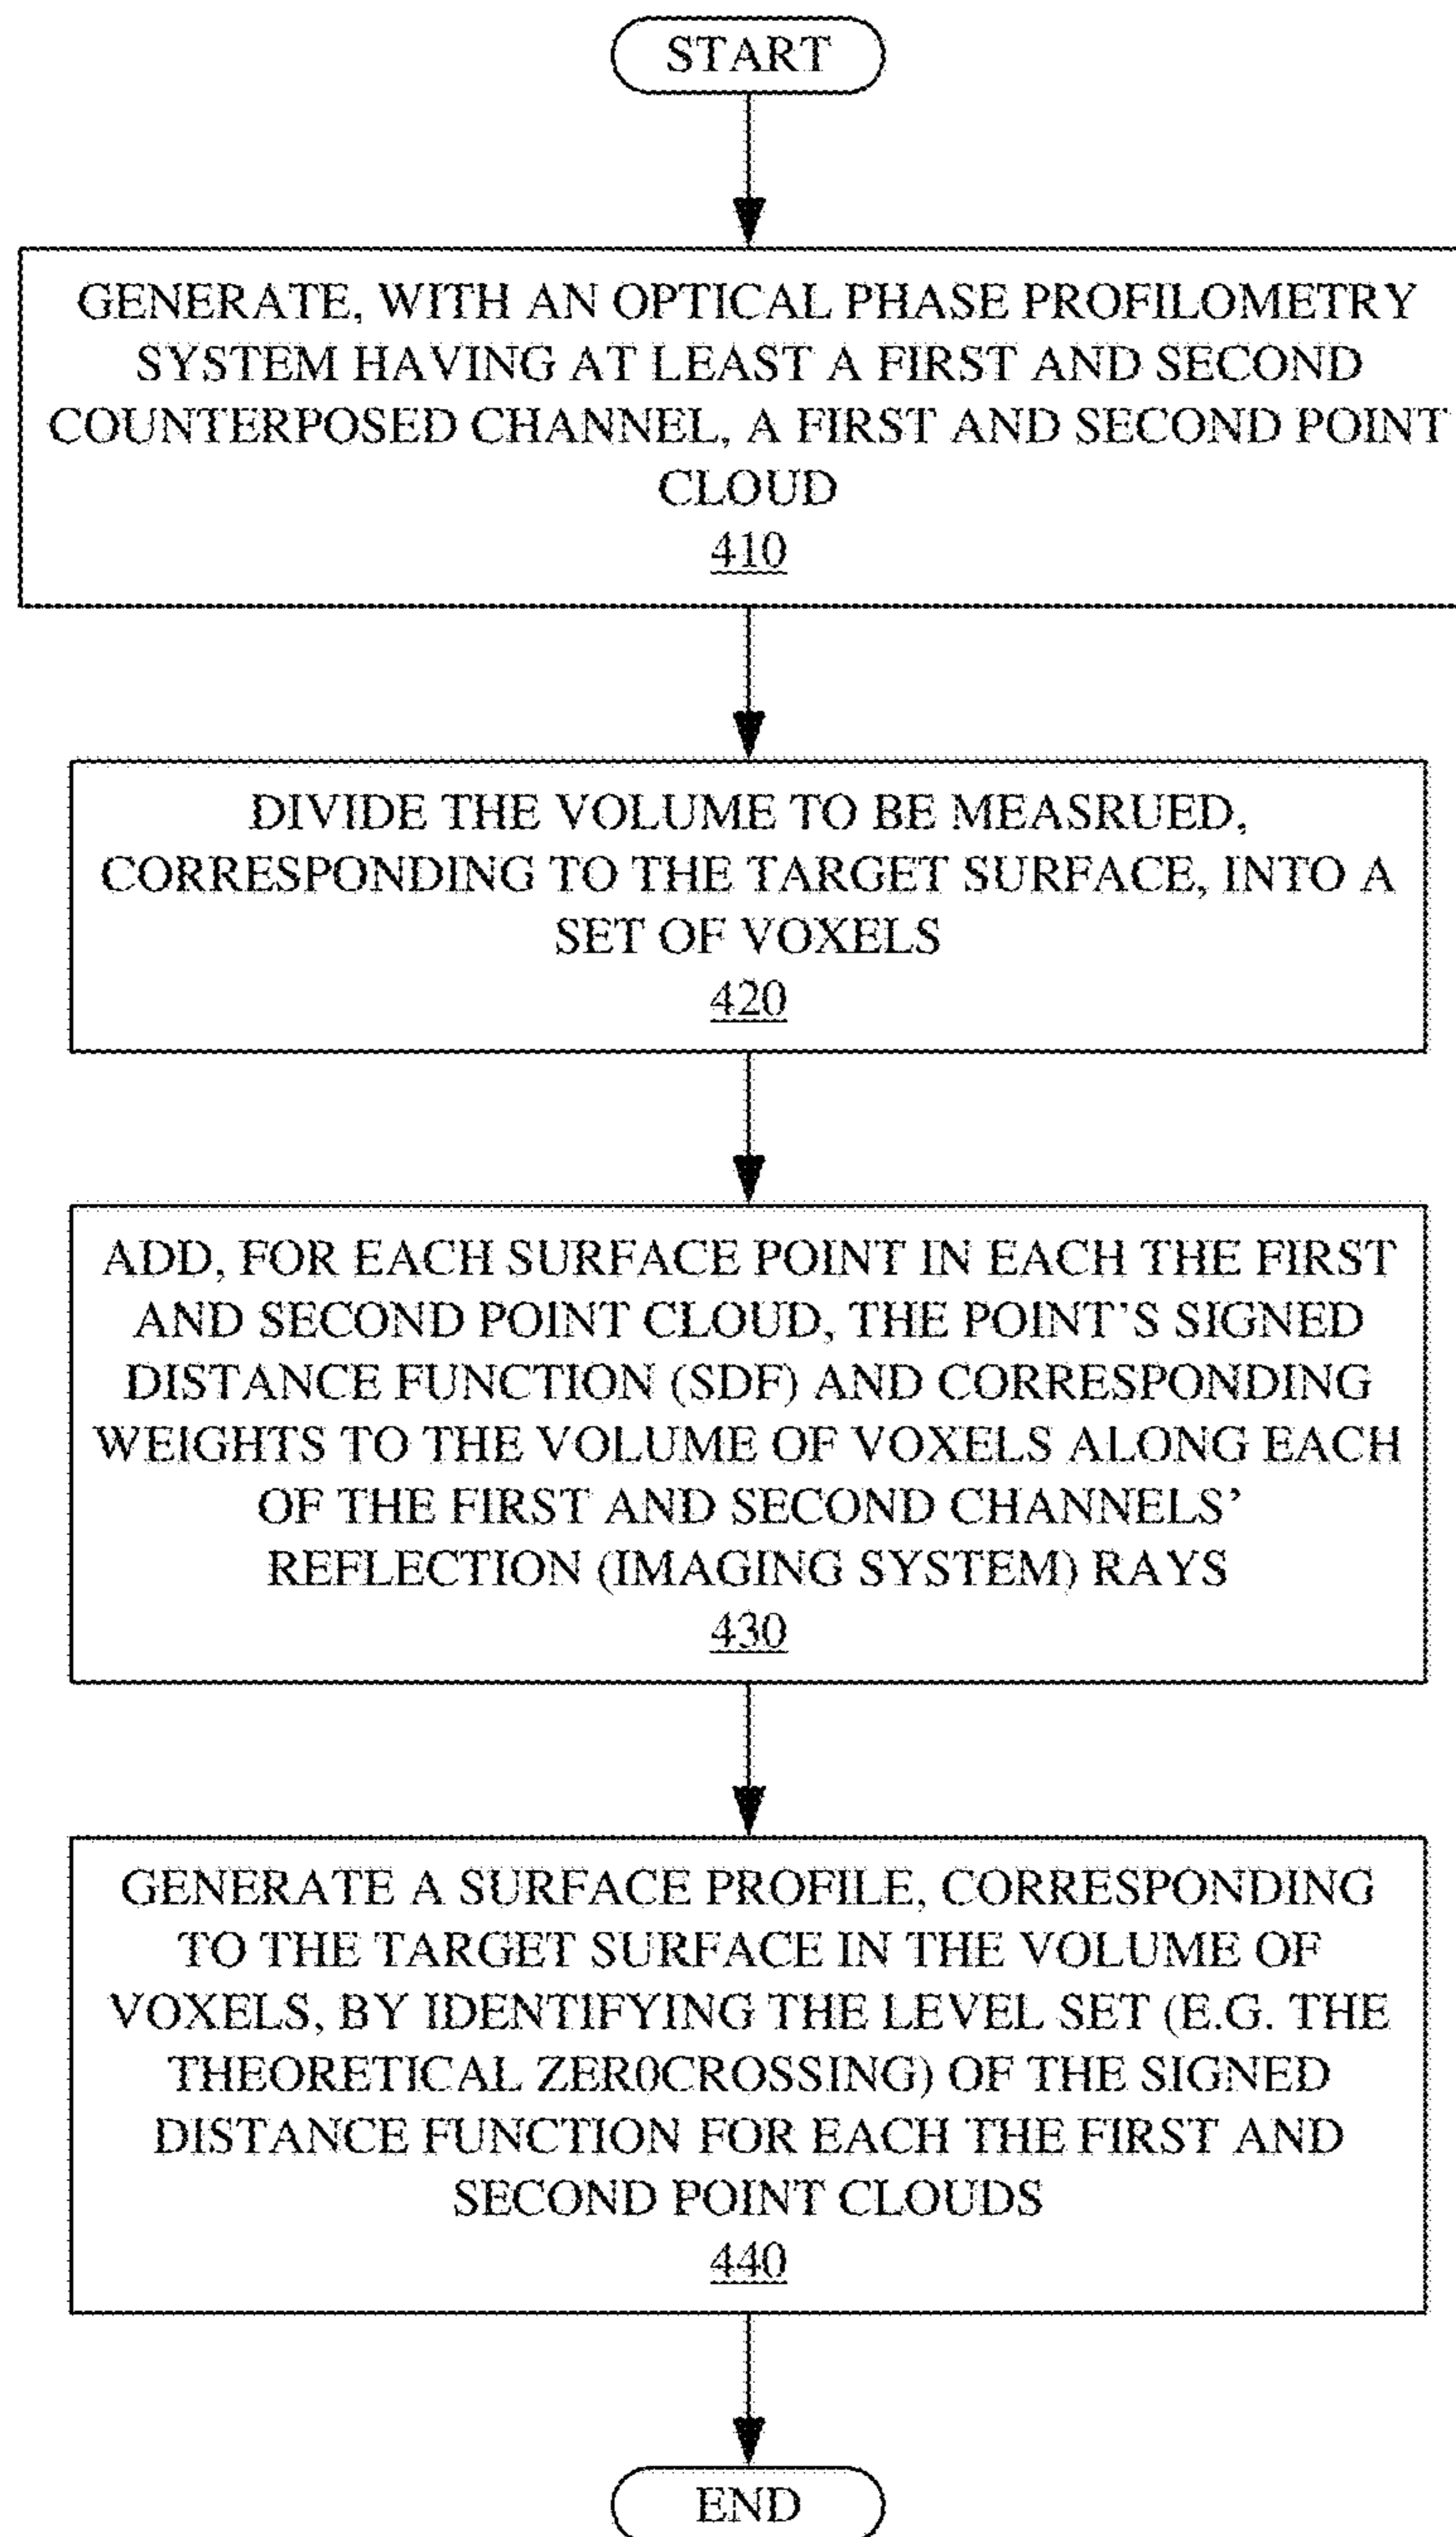 START
GENERATE, WITH AN OPTICAL PHASE PROFILOMETRY
SYSTEM HAVING AT LEAST A FIRST AND SECOND
COUNTERPOSED CHANNEL, A FIRST AND SECOND POINT
CLOUD
410
DIVIDE THE VOLUME TO BE MEASRUED,
CORRESPONDING TO THE TARGET SURFACE, INTO A
SET OF VOXELS
420
ADD, FOR EACH SURFACE POINT IN EACH THE FIRST
AND SECOND POINT CLOUD, THE POINT'S SIGNED
DISTANCE FUNCTION (SDF) AND CORRESPONDING
WEIGHTS TO THE VOLUME OF VOXELS ALONG EACH
OF THE FIRST AND SECOND CHANNELS'
REFLECTION (IMAGING SYSTEM) RAYS
430
GENERATE A SURFACE PROFILE, CORRESPONDING
TO THE TARGET SURFACE IN THE VOLUME OF
VOXELS, BY IDENTIFYING THE LEVEL SET (E.G. THE
THEORETICAL ZER0CROSSING) OF THE SIGNED
DISTANCE FUNCTION FOR EACH THE FIRST AND
SECOND POINT CLOUDS
440
END